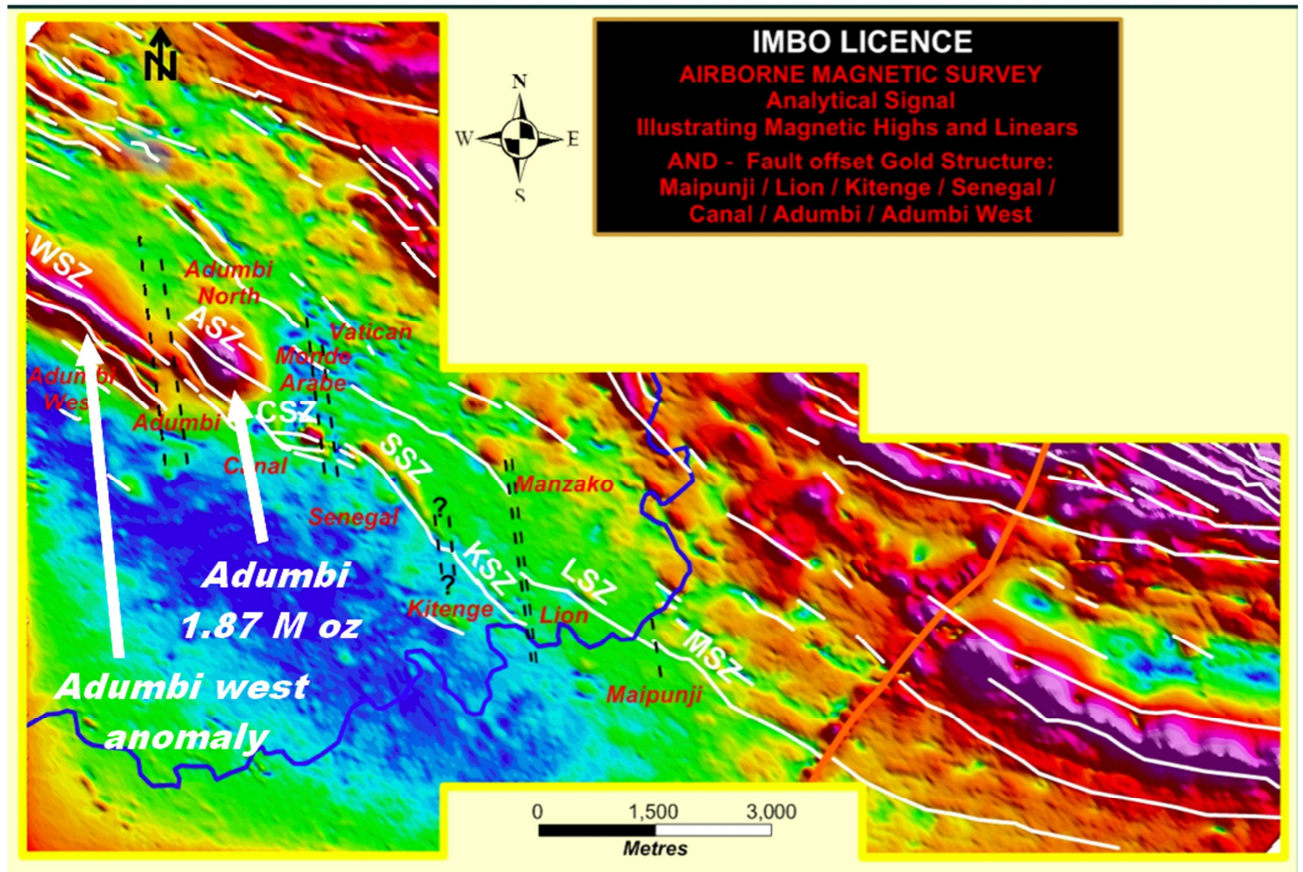 IMBO LICENCE
AIRBORNE MAGNETIC SURVEY
Analytical Signal
Illustrating Magnetic Highs and Linears
AND - Fault offset Gold Structure:
Maipunji / Lion / Kitenge / Senegal /
Canal / Adumbi / Adumbi West
N
N
W
E
S
WSZ
Adumbi
North
ASZ
Vatican
Monde
Arabe
Adumbi
West
Adumbi
CSZ
Canal
SSZ
Senegal
Manzako
?
?
KSZ
LSZ
Kitenge
Lion
MSZ
Maipunji
Adumbi
1.87 M oz
Adumbi west
anomaly
0 1,500 3,000
Metres